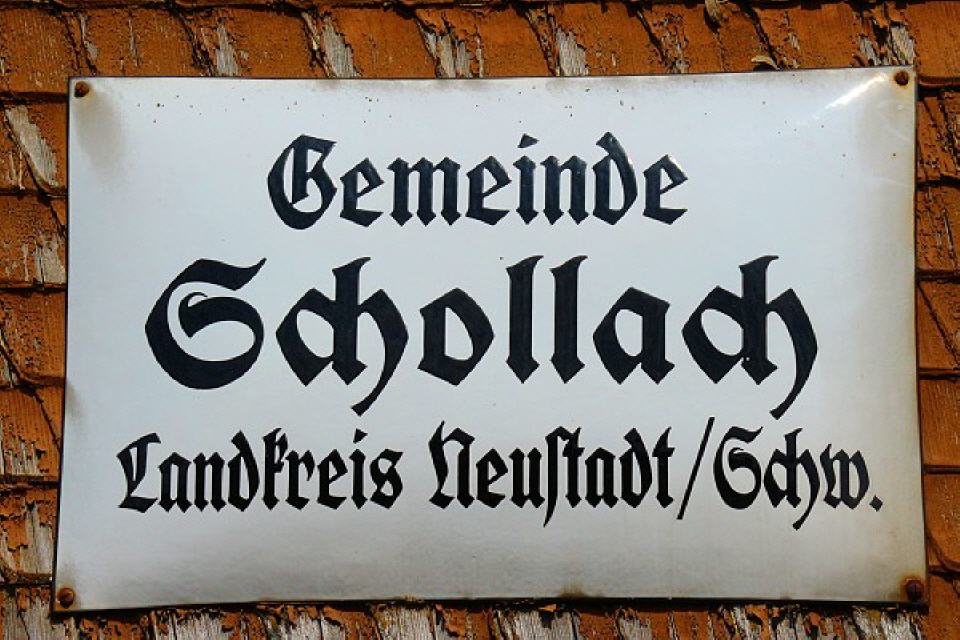 Gemeinde
Schollach
Landkreis Neuſtadt/Schw.